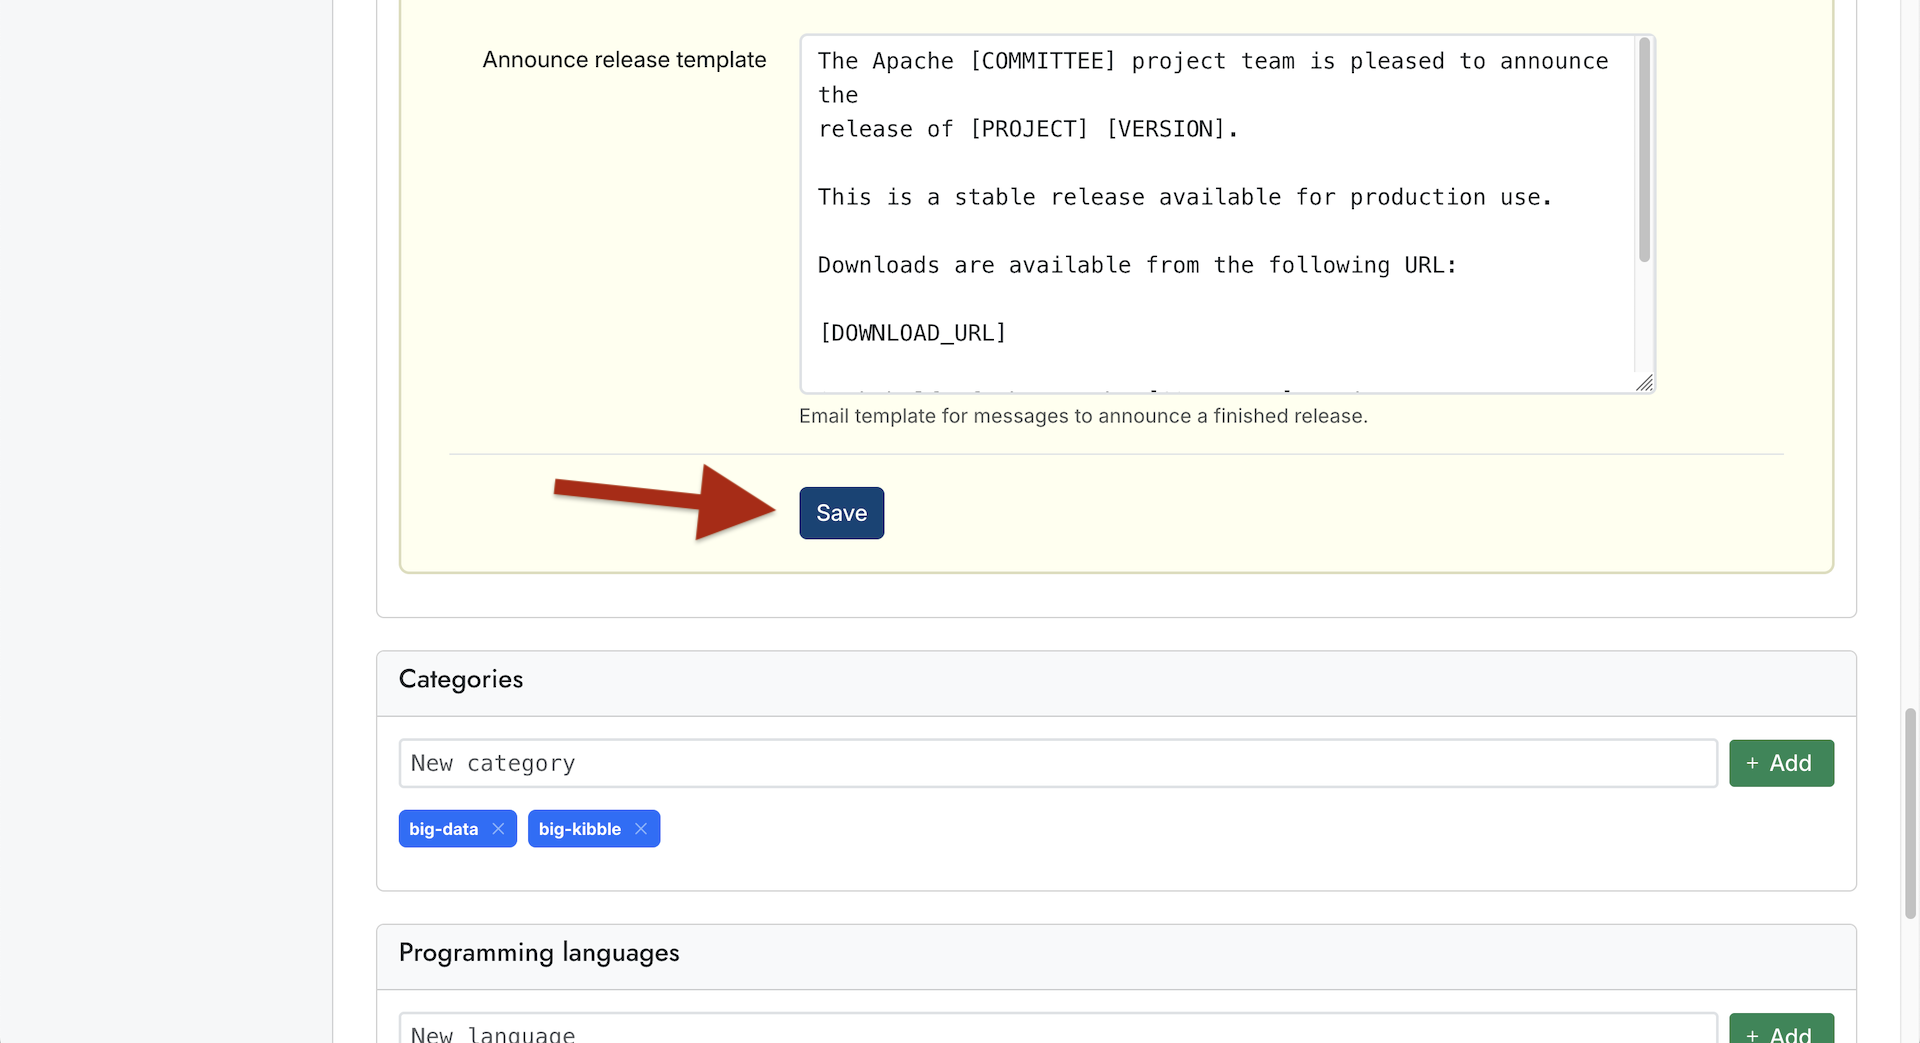 Announce release template
The Apache [COMMITTEE] project team is pleased to announce
the
release of [PROJECT] [VERSION].
This is a stable release available for production use.
Downloads are available from the following URL:
[DOWNLOAD_URL]
Email template for messages to announce a finished release.
Save
Categories
New category
+ Add
big-data ×
big-kibble ×
Programming languages
New language
+ Add